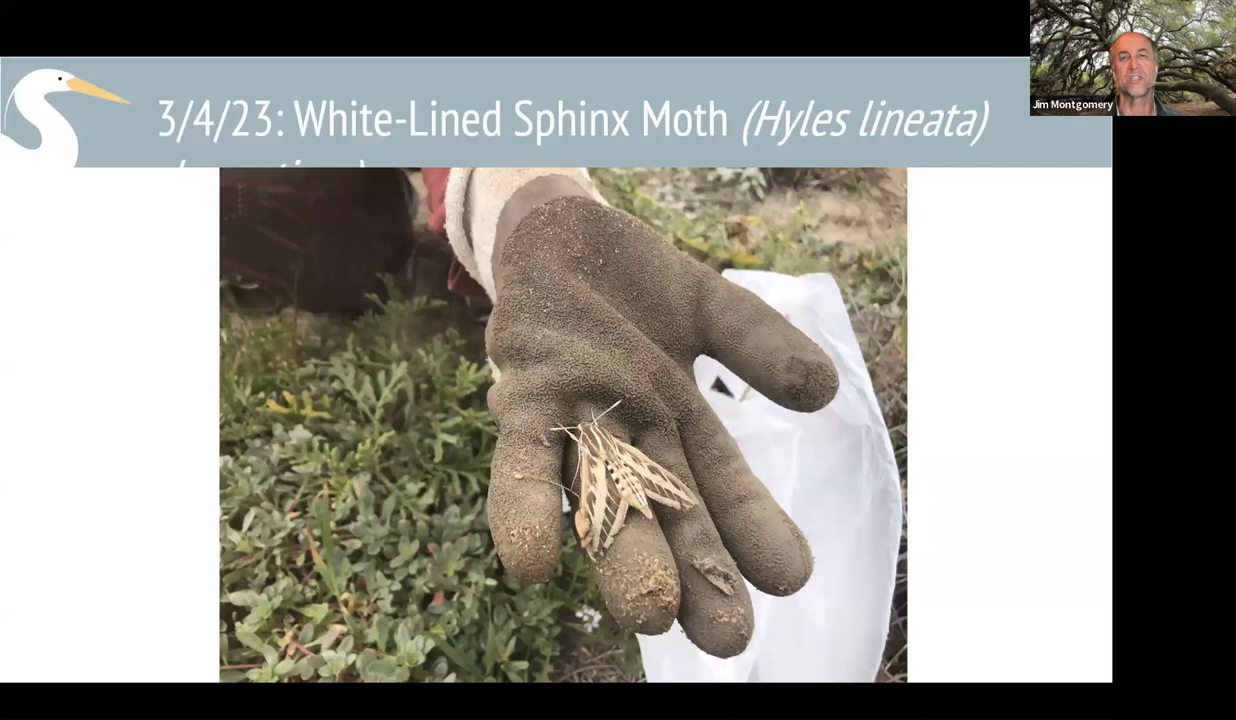 3/4/23: White-Lined Sphinx Moth (Hyles lineata)
Jim Montgomery